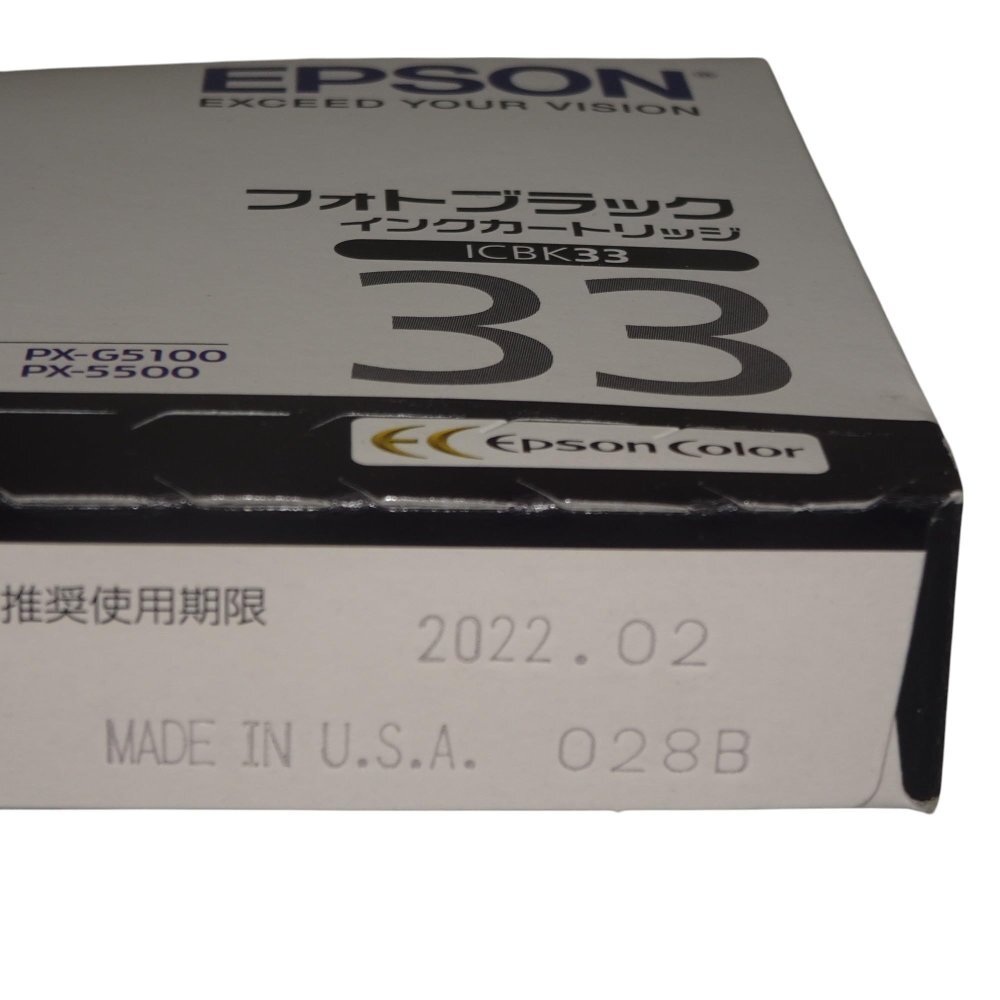 EPSON®
EXCEED YOUR VISION
フォトブラック
インクカートリッジ
ICBK33
33
PX-G5100
PX-5500
EC Epson Color
推奨使用期限
2022.02
MADE IN U.S.A. 028B